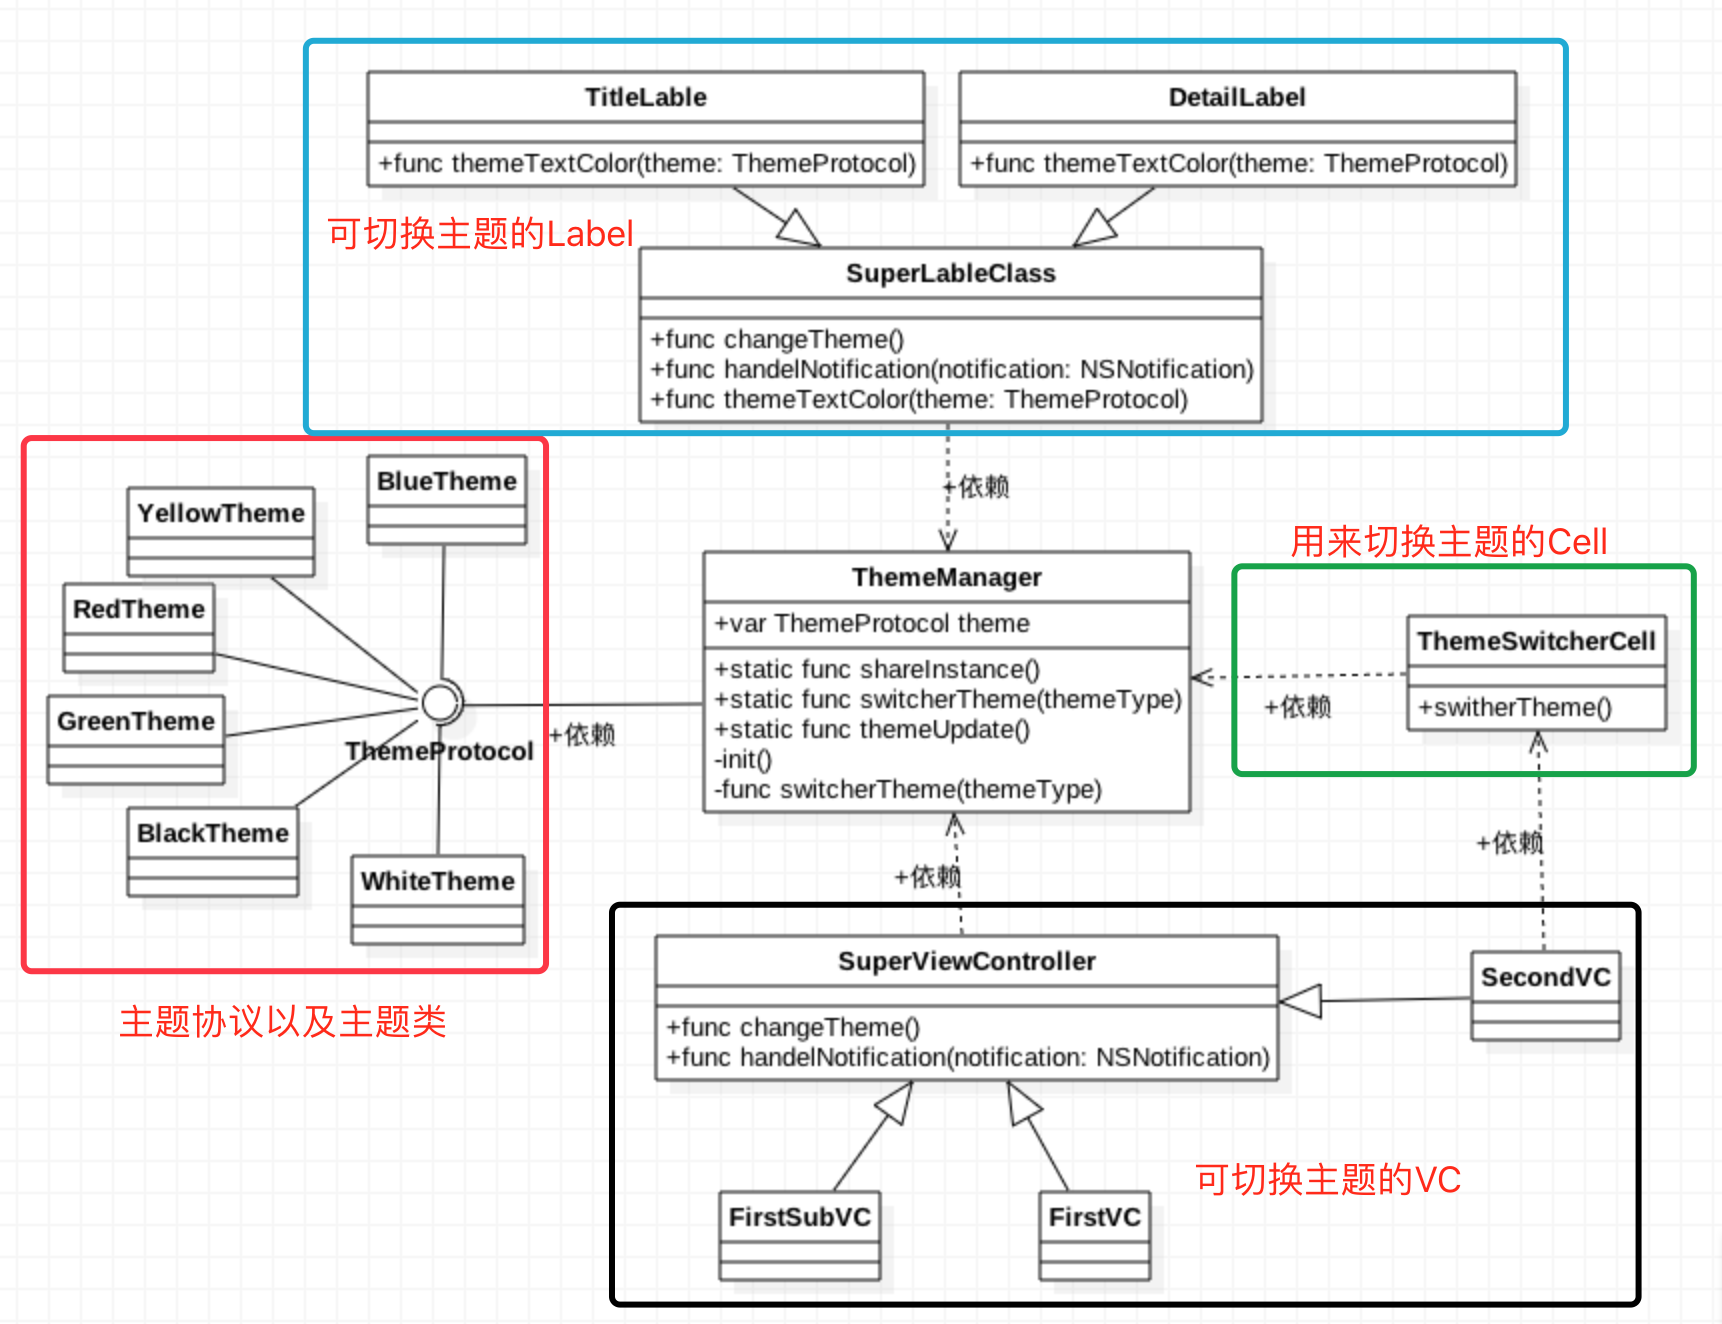 TitleLable
+func themeTextColor(theme: ThemeProtocol)
DetailLabel
+func themeTextColor(theme: ThemeProtocol)
可切换主题的Label
SuperLableClass
+func changeTheme()
+func handelNotification(notification: NSNotification)
+func themeTextColor(theme: ThemeProtocol)
+依赖
BlueTheme
YellowTheme
RedTheme
GreenTheme
ThemeProtocol
BlackTheme
WhiteTheme
主题协议以及主题类
+依赖
ThemeManager
+var ThemeProtocol theme
+static func shareInstance()
+static func switcherTheme(themeType)
+static func themeUpdate()
-init()
-func switcherTheme(themeType)
用来切换主题的Cell
ThemeSwitcherCell
+switherTheme()
+依赖
+依赖
+依赖
SuperViewController
+func changeTheme()
+func handelNotification(notification: NSNotification)
SecondVC
可切换主题的VC
FirstSubVC
FirstVC